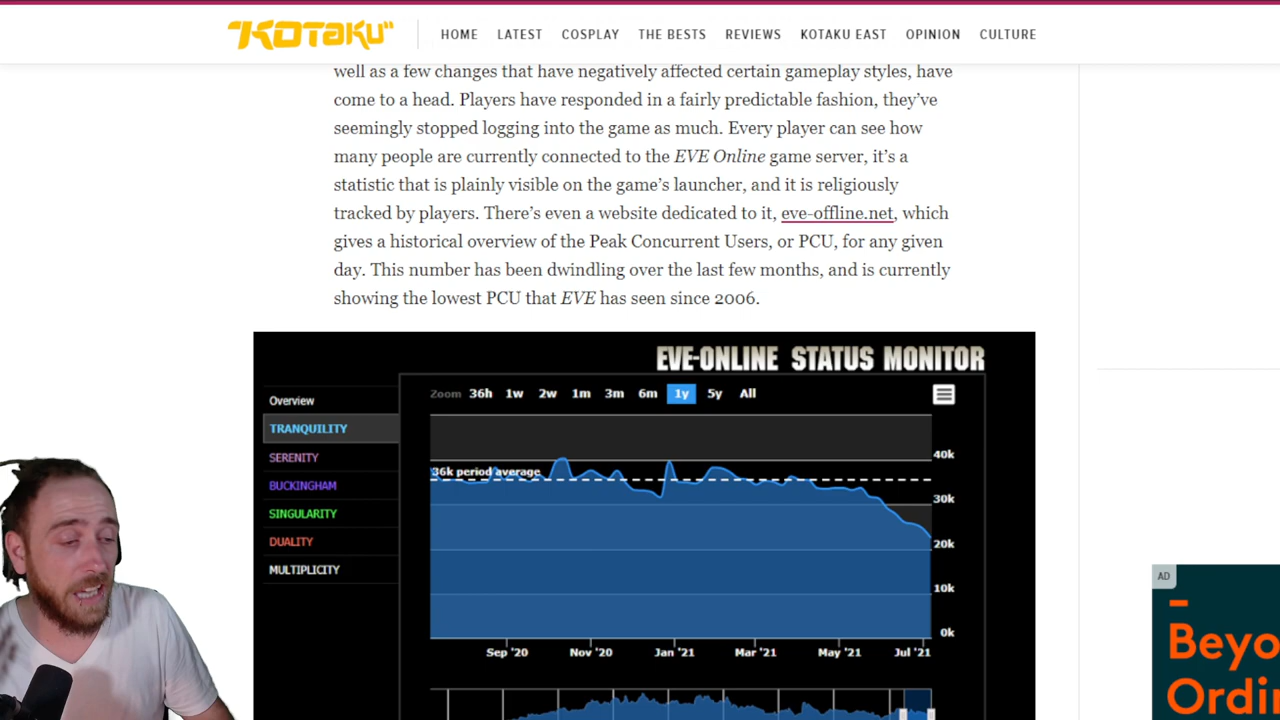 KOTAKU
HOME LATEST COSPLAY THE BESTS REVIEWS KOTAKU EAST OPINION CULTURE
well as a few changes that have negatively affected certain gameplay styles, have
come to a head. Players have responded in a fairly predictable fashion, they’ve
seemingly stopped logging into the game as much. Every player can see how
many people are currently connected to the EVE Online game server, it’s a
statistic that is plainly visible on the game’s launcher, and it is religiously
tracked by players. There’s even a website dedicated to it, eve-offline.net, which
gives a historical overview of the Peak Concurrent Users, or PCU, for any given
day. This number has been dwindling over the last few months, and is currently
showing the lowest PCU that EVE has seen since 2006.
EVE-ONLINE STATUS MONITOR
Zoom 36h 1w 2w 1m 3m 6m 1y 5y All
Overview
TRANQUILITY
SERENITY
BUCKINGHAM
SINGULARITY
DUALITY
MULTIPLICITY
36k period average
40k
30k
20k
10k
0k
Sep '20 Nov '20 Jan '21 Mar '21 May '21 Jul '21
AD
Beyo
Ordin